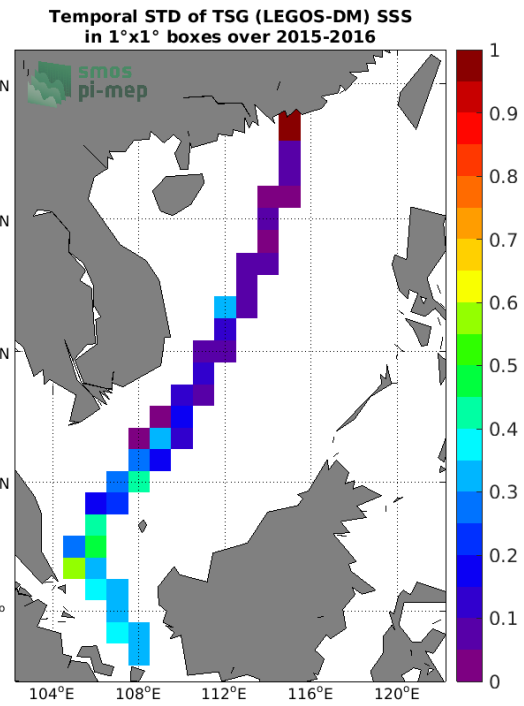 Temporal STD of TSG (LEGOS-DM) SSS
in 1°x1° boxes over 2015-2016
smos
pi-mep
N
N
N
N
°
1
0.9
0.8
0.7
0.6
0.5
0.4
0.3
0.2
0.1
0
104°E 108°E 112°E 116°E 120°E